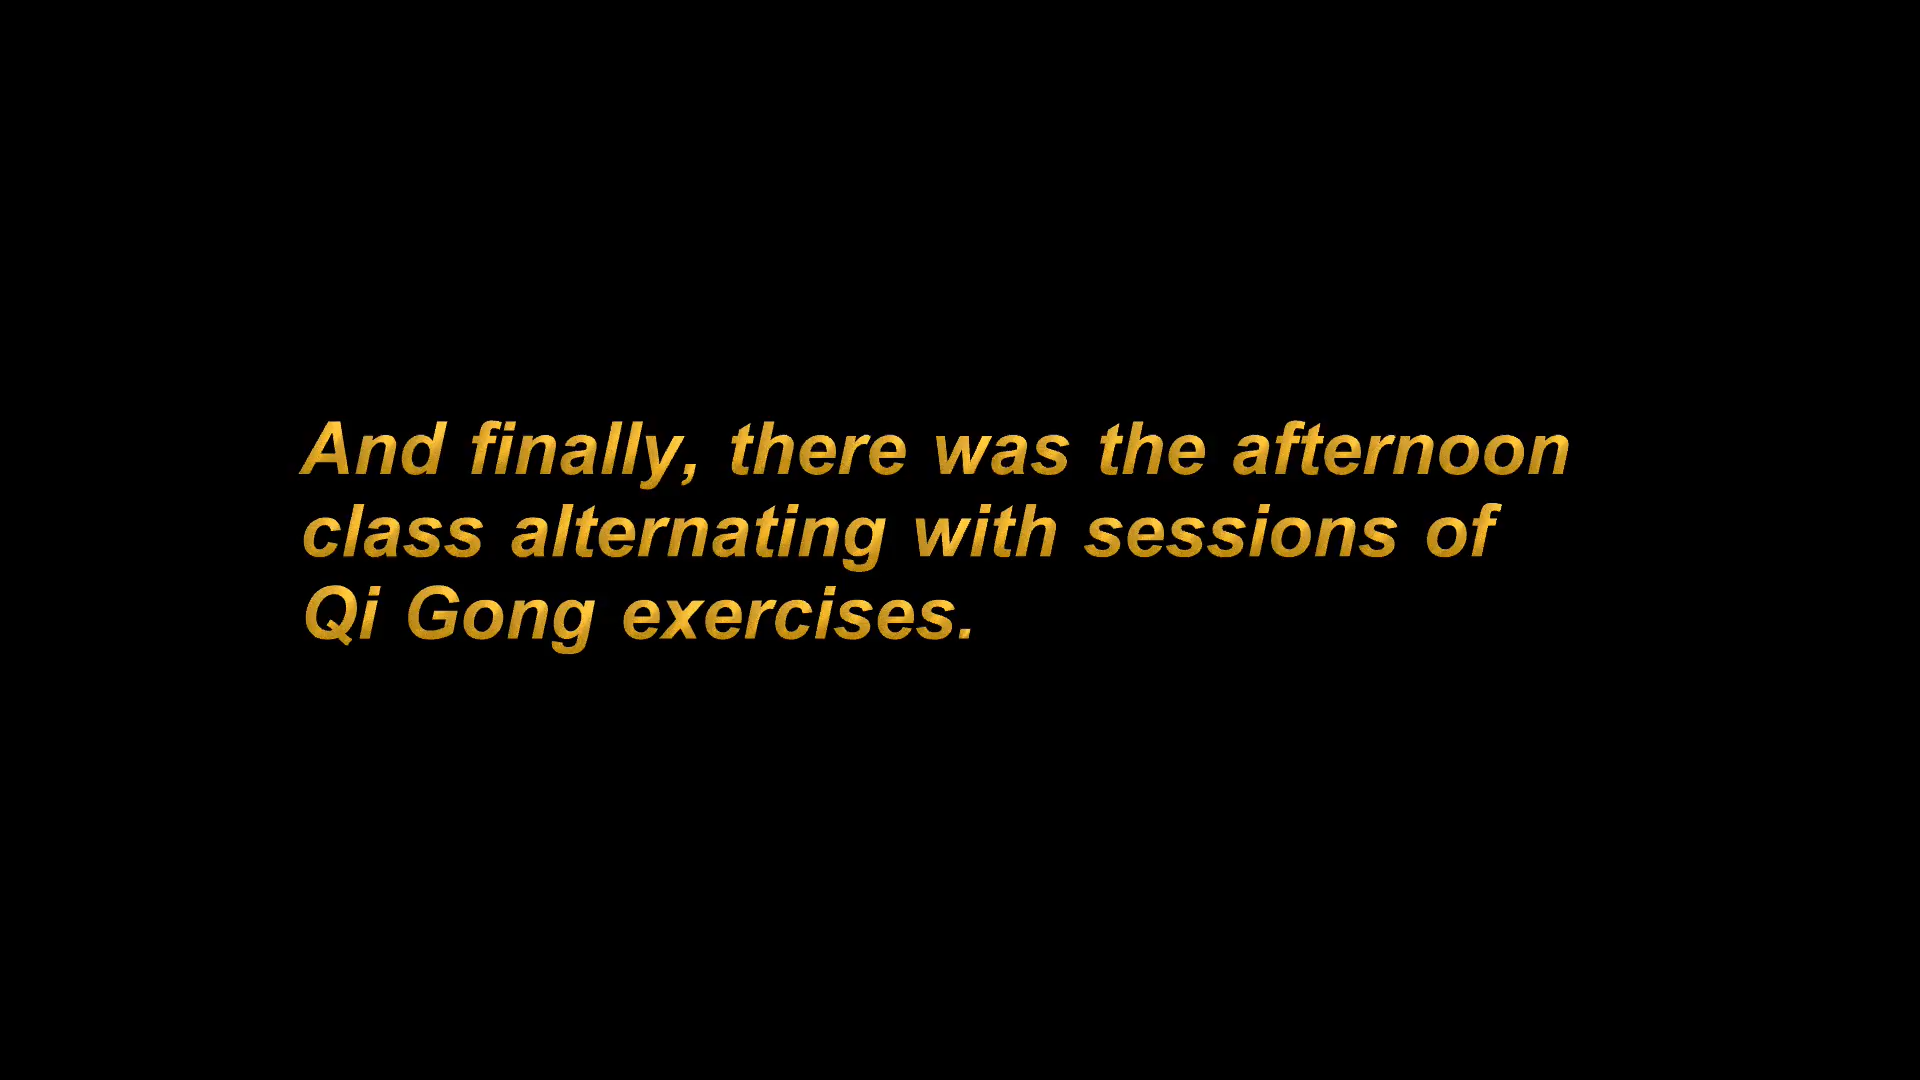 And finally, there was the afternoon
class alternating with sessions of
Qi Gong exercises.